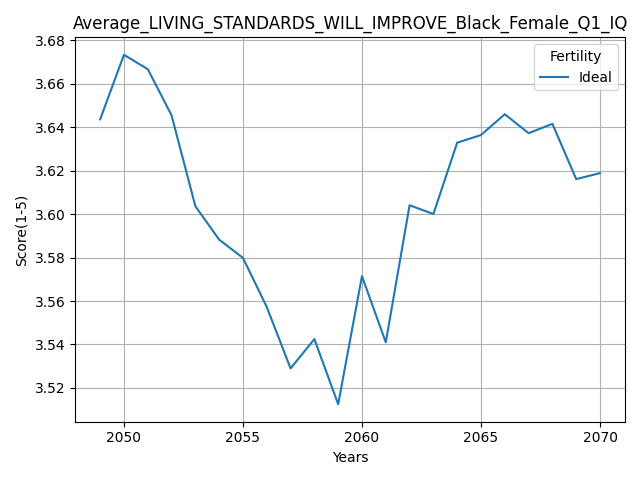 Average_LIVING_STANDARDS_WILL_IMPROVE_Black_Female_Q1_IQ
Fertility
Ideal
Score(1-5)
3.68
3.66
3.64
3.62
3.60
3.58
3.56
3.54
3.52
2050 2055 2060 2065 2070
Years